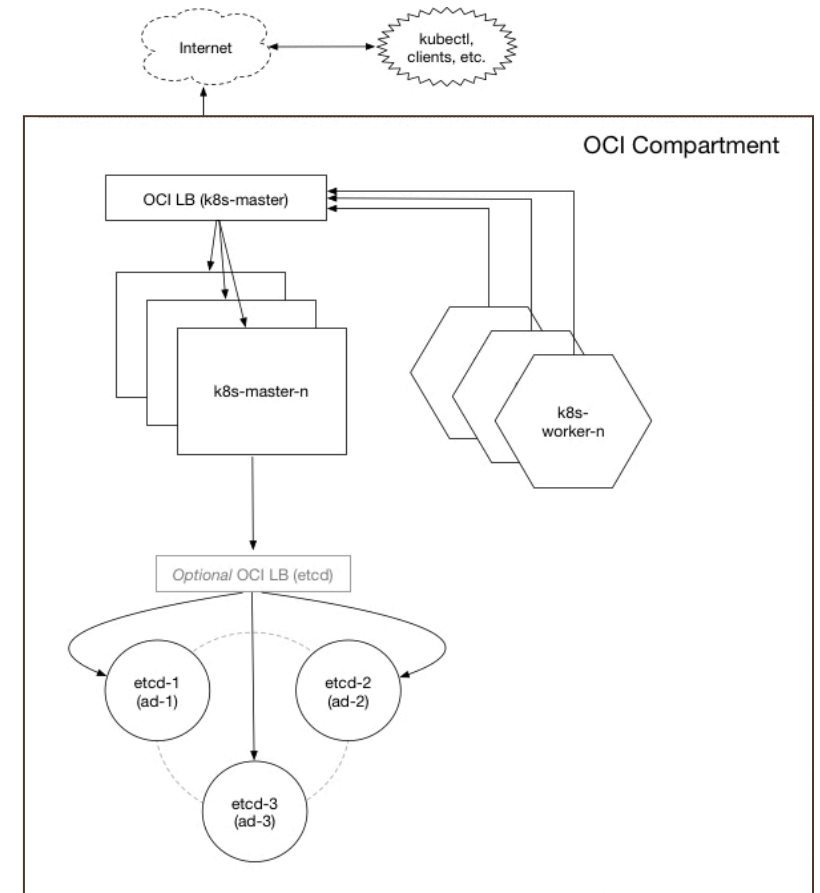 Internet
kubectl,
clients, etc.
OCI Compartment
OCI LB (k8s-master)
k8s-master-n
k8s-
worker-n
Optional OCI LB (etcd)
etcd-1
(ad-1)
etcd-2
(ad-2)
etcd-3
(ad-3)